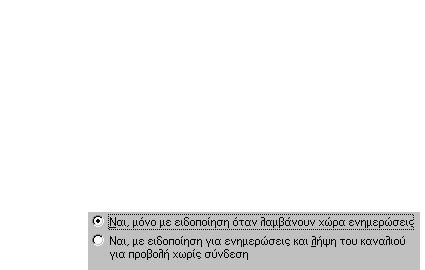 Ναι, μόνο με ειδοποίηση όταν λαμβάνουν χώρα ενημερώσεις
Ναι, με ειδοποίηση για ενημερώσεις και λήψη του καναλιού
για προβολή χωρίς σύνδεση